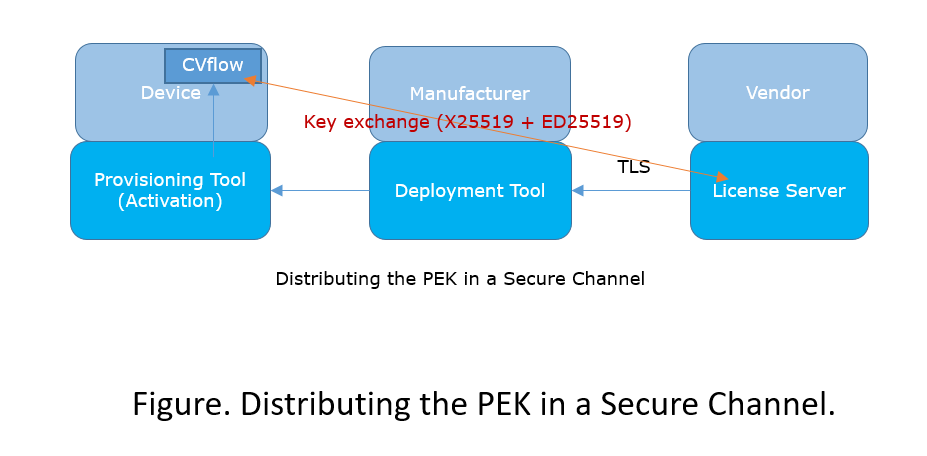 CVflow
Device
Manufacturer
Vendor
Key exchange (X25519 + ED25519)
TLS
Provisioning Tool
(Activation)
Deployment Tool
License Server
Distributing the PEK in a Secure Channel
Figure. Distributing the PEK in a Secure Channel.